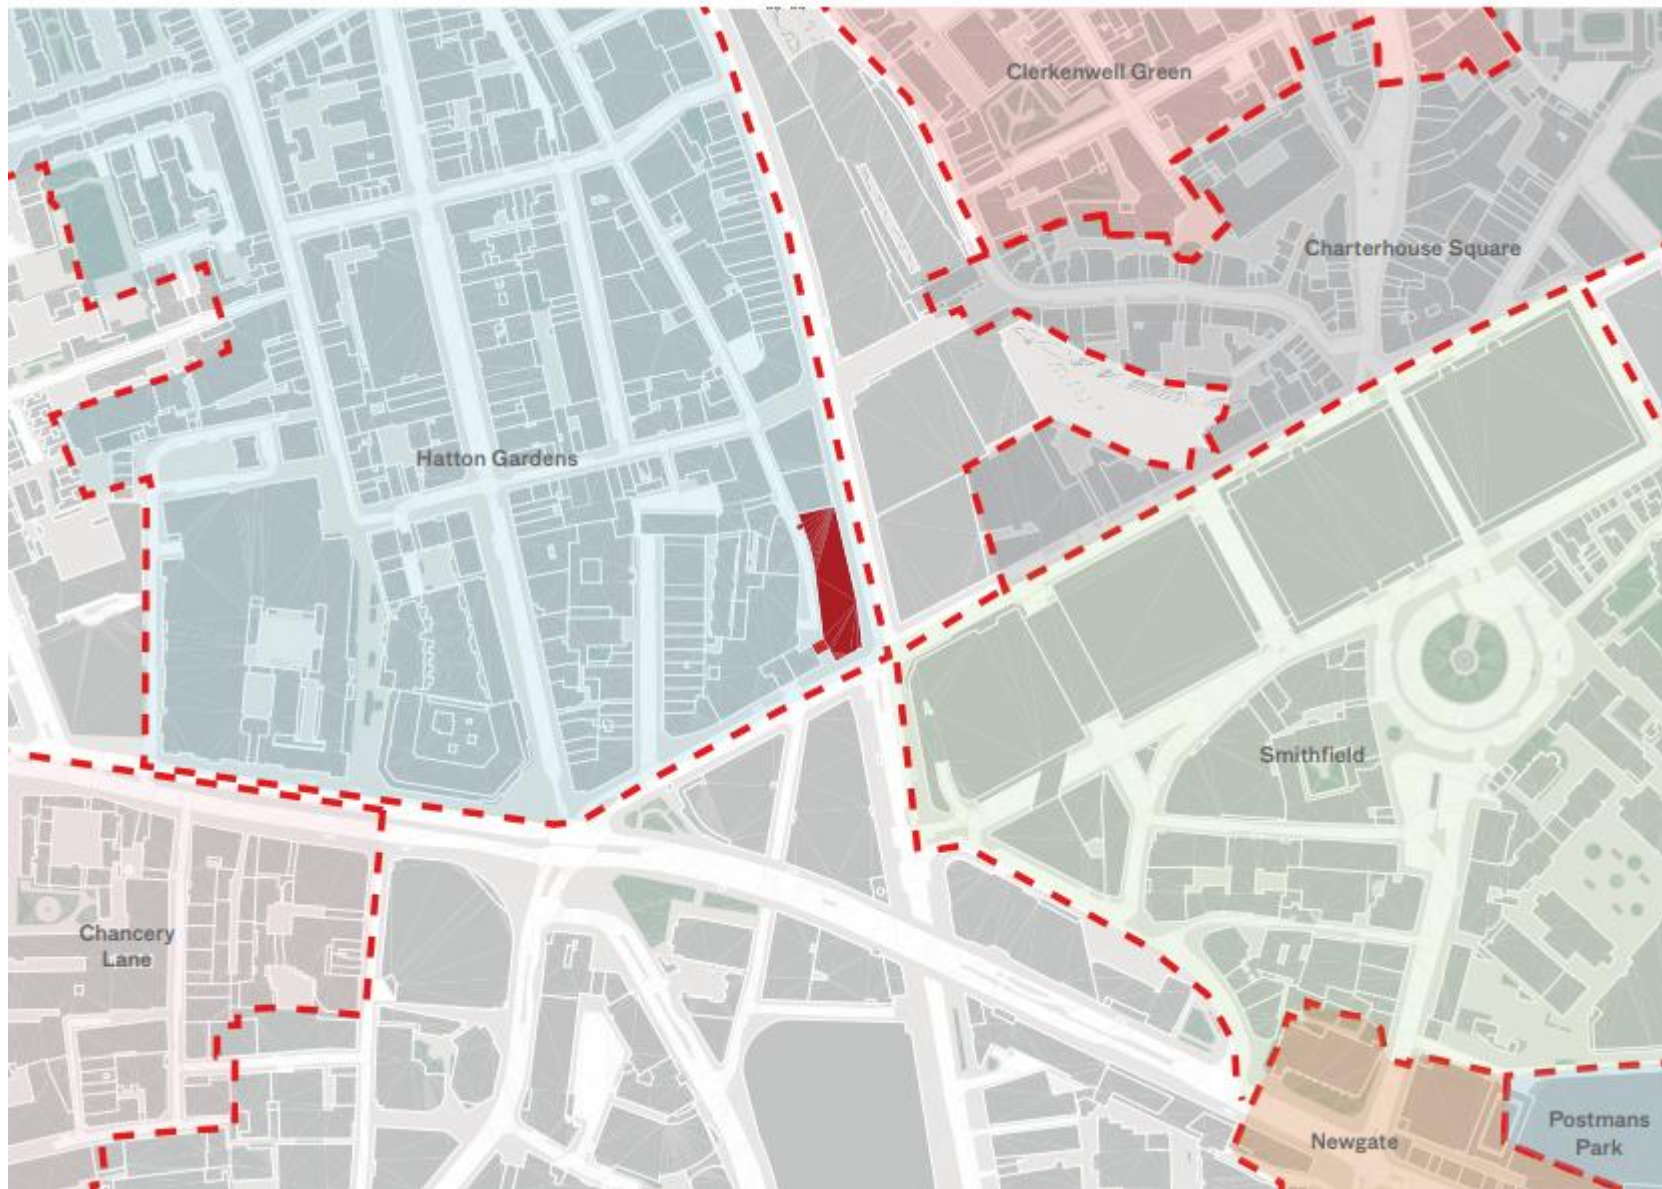 Clerkenwell Green
Charterhouse Square
Hatton Gardens
Smithfield
Chancery
Lane
Newgate
Postmans
Park